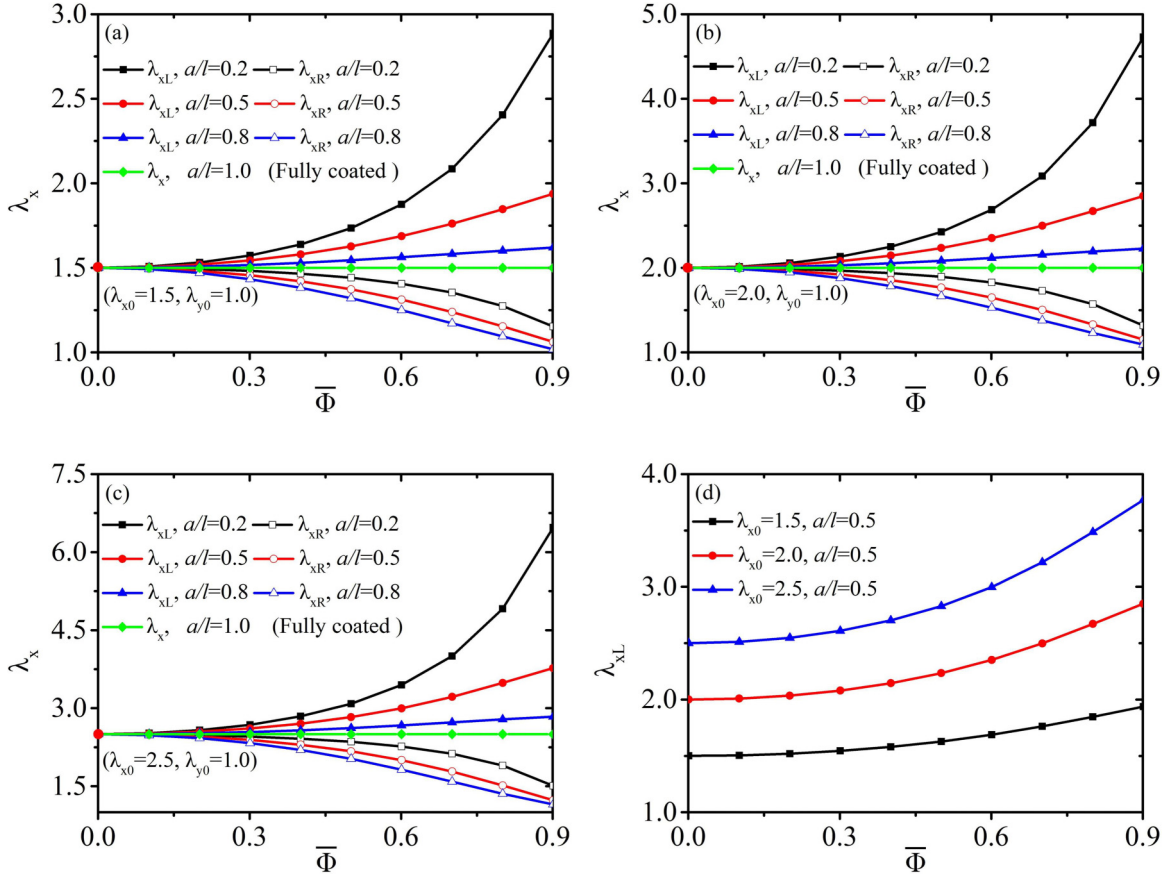 (a)
3.0
2.5
2.0
1.5
1.0
λx
λxL, a/l=0.2 λxR, a/l=0.2
λxL, a/l=0.5 λxR, a/l=0.5
λxL, a/l=0.8 λxR, a/l=0.8
λx, a/l=1.0 (Fully coated )
(λx0=1.5, λy0=1.0)
0.0 0.3 0.6 0.9
Φ̅
(b)
5.0
4.0
3.0
2.0
1.0
λx
λxL, a/l=0.2 λxR, a/l=0.2
λxL, a/l=0.5 λxR, a/l=0.5
λxL, a/l=0.8 λxR, a/l=0.8
λx, a/l=1.0 (Fully coated )
(λx0=2.0, λy0=1.0)
0.0 0.3 0.6 0.9
Φ̅
(c)
7.5
6.0
4.5
3.0
1.5
λx
λxL, a/l=0.2 λxR, a/l=0.2
λxL, a/l=0.5 λxR, a/l=0.5
λxL, a/l=0.8 λxR, a/l=0.8
λx, a/l=1.0 (Fully coated )
(λx0=2.5, λy0=1.0)
0.0 0.3 0.6 0.9
Φ̅
(d)
4.0
3.0
2.0
1.0
λxL
λx0=1.5, a/l=0.5
λx0=2.0, a/l=0.5
λx0=2.5, a/l=0.5
0.0 0.3 0.6 0.9
Φ̅